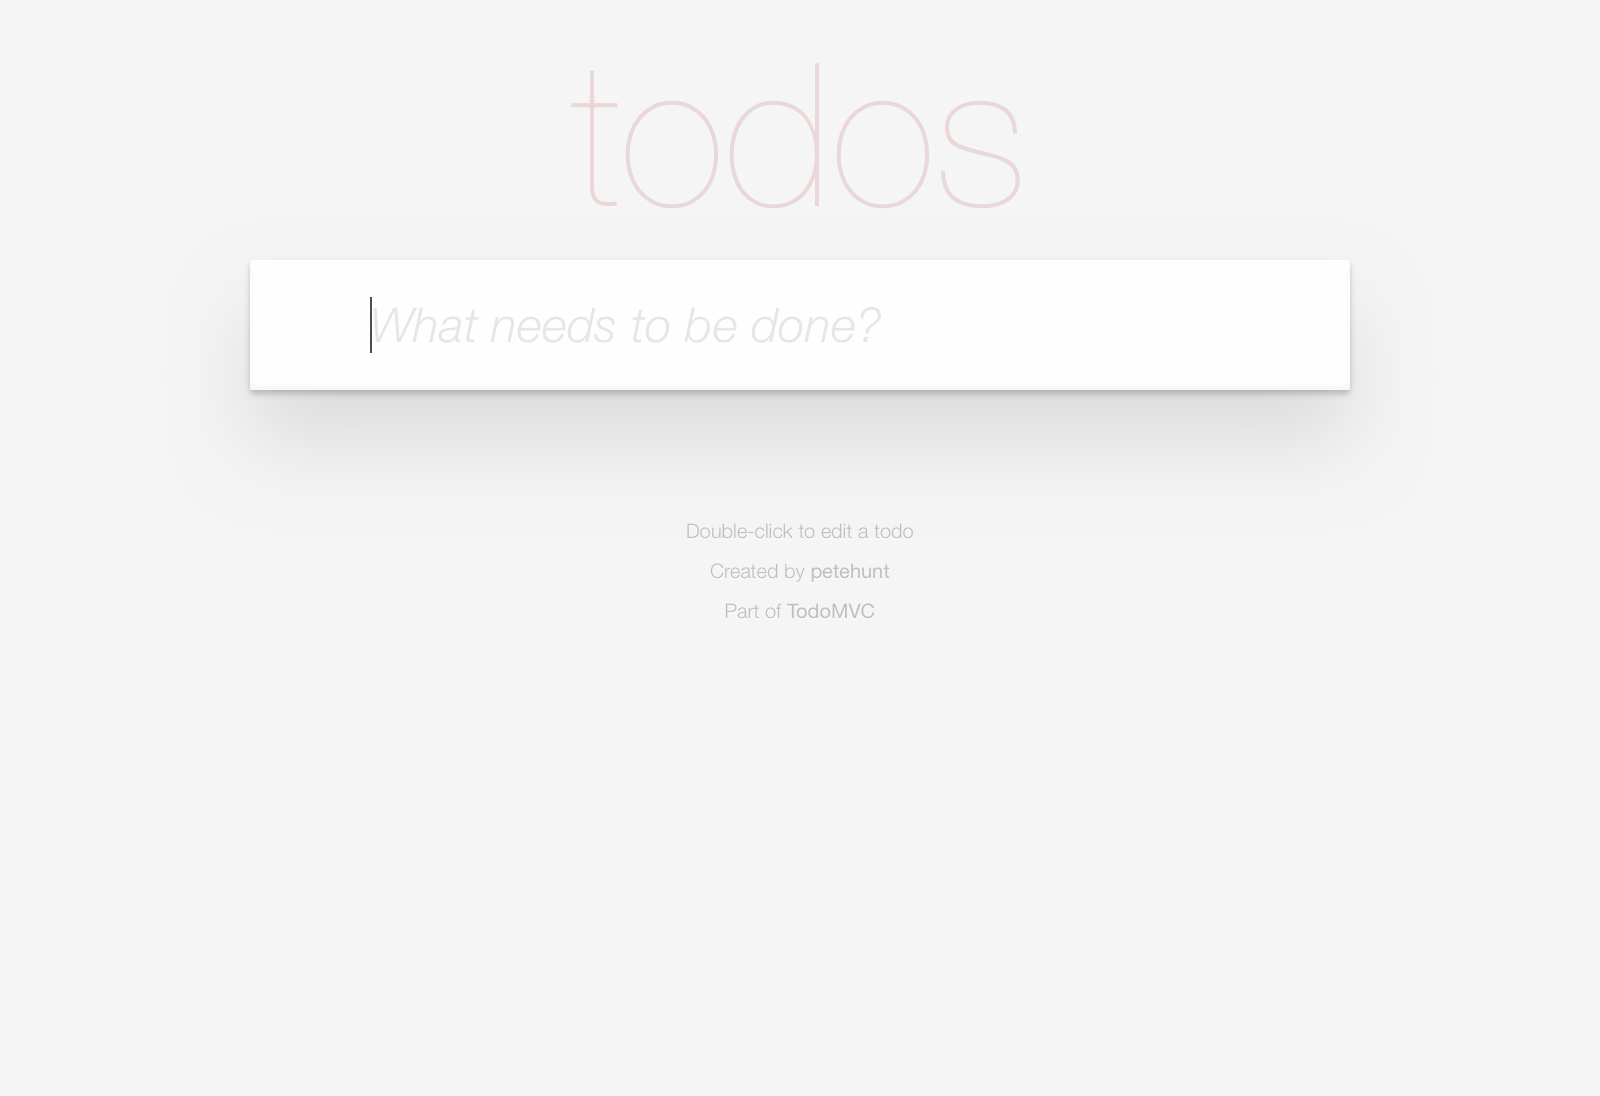 todos
What needs to be done?
Double-click to edit a todo
Created by petehunt
Part of TodoMVC